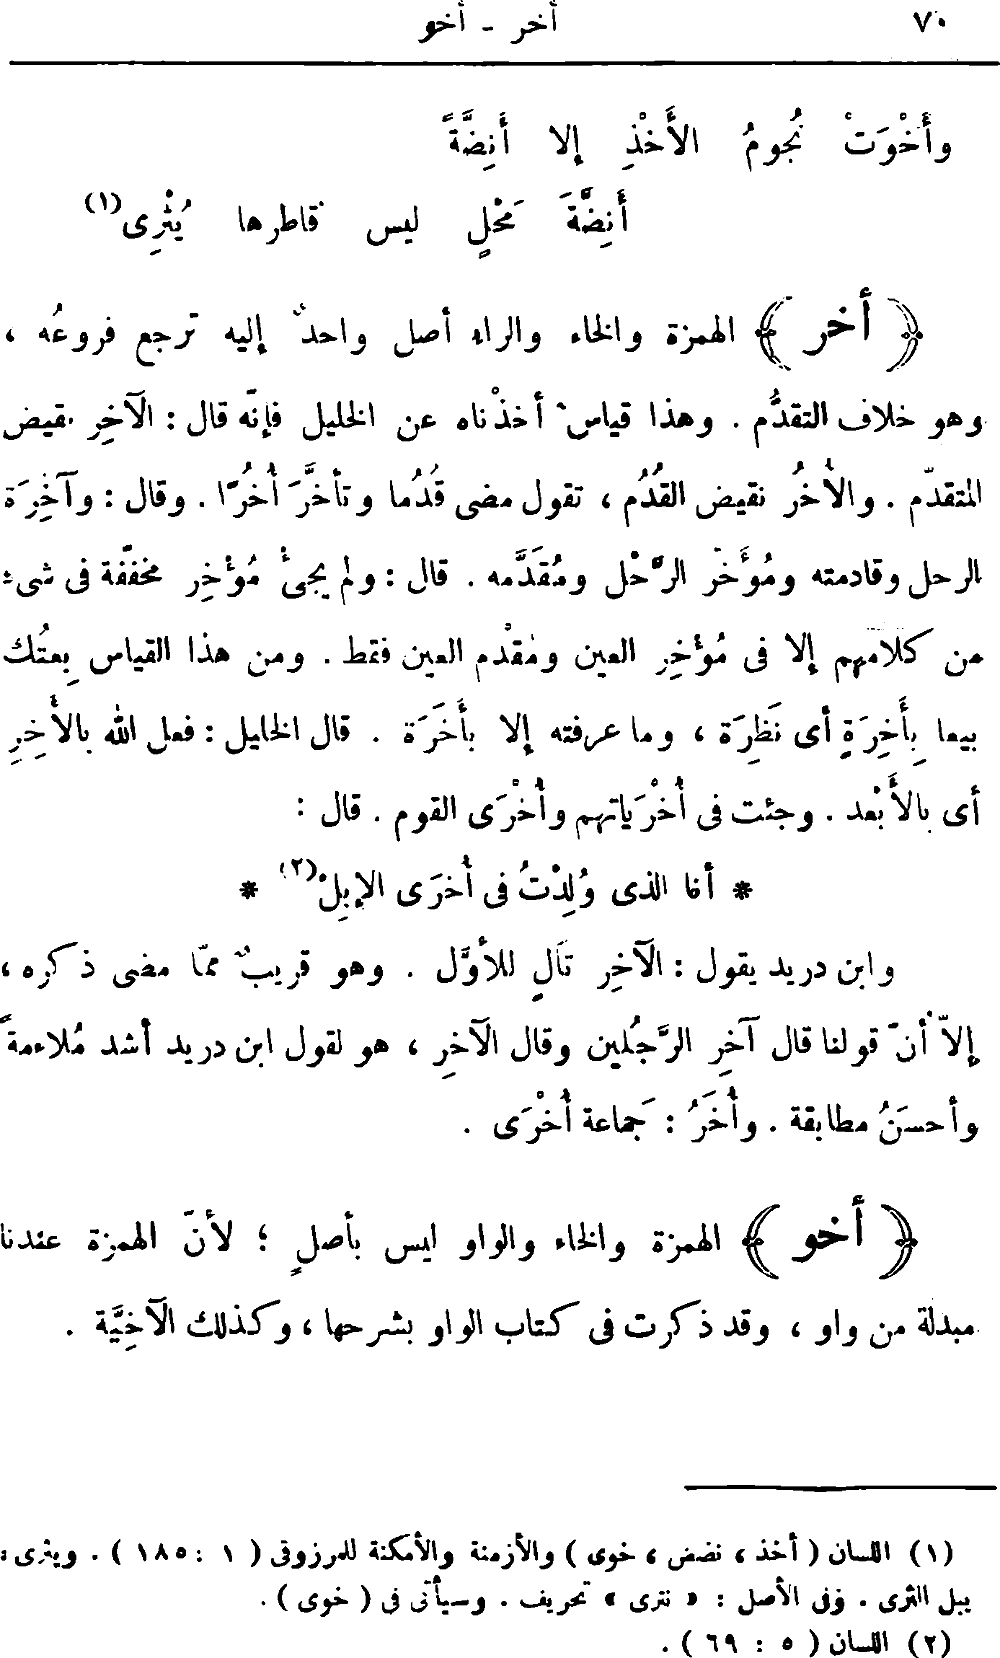 ٧٠
أخر - أخو
وأَخْوَتْ نُجومُ الأَخْذِ إلا أَنِضَّةً
أَنِضَّةَ مَحْلٍ ليس قاطرها يُثْرِى(١)
﴿ أخر ﴾ الهمزة والخاء والراء أصل واحدٌ إليه ترجع فروعُه ،
وهو خلاف التقدُّم . وهذا قياسٌ أخذْناه عن الخليل فإنّه قال : الآخِر نقيض
المتقدّم . والأُخُر نقيض القُدُم ، تقول مضى قُدُما وتأخَّرَ أُخُرًا . وقال : وآخِرَة
الرحل وقادمته ومُؤَخَّر الرَّحْل ومُقَدَّمه . قال : ولم يجئْ مُؤْخِر مخفّفة فى شىء
من كلامهم إلا فى مُؤْخِر العين ومُقْدم العين فقط . ومن هذا القياس بِعتُك
بيعا بِأَخِرَةٍ أى نَظِرَة ، وما عرفته إلا بأَخَرَة . قال الخليل : فعل الله بالأَخِرِ
أى بالأَبْعد . وجئت فى أُخْرَياتهم وأُخْرَى القوم . قال :
* أنا الذى وُلِدْتُ فى أُخرَى الإبِلْ(٢) *
وابن دريد يقول : الآخِر تَالٍ للأوَّل . وهو قريبٌ ممّا مضى ذكره ،
إلاّ أنّ قولنا قال آخِر الرَّجُلين وقال الآخِر ، هو لقول ابن دريد أشد مُلاءمةً
وأحسَنُ مطابقة . وأُخَرُ : جَماعة أُخْرَى .
﴿ أخو ﴾ الهمزة والخاء والواو ليس بأصلٍ ؛ لأنّ الهمزة عندنا
مبدلة من واو ، وقد ذكرت فى كتاب الواو بشرحها ، وكذلك الآخِيَّة .
(١) اللسان ( أخذ ، نضض ، خوى ) والأزمنة والأمكنة للمرزوقى ( ١ : ١٨٥ ) . ويثرى :
يبل الثرى . وفى الأصل : « نثرى » تحريف . وسيأتى فى ( خوى ) .
(٢) اللسان ( ٥ : ٦٩ ) .